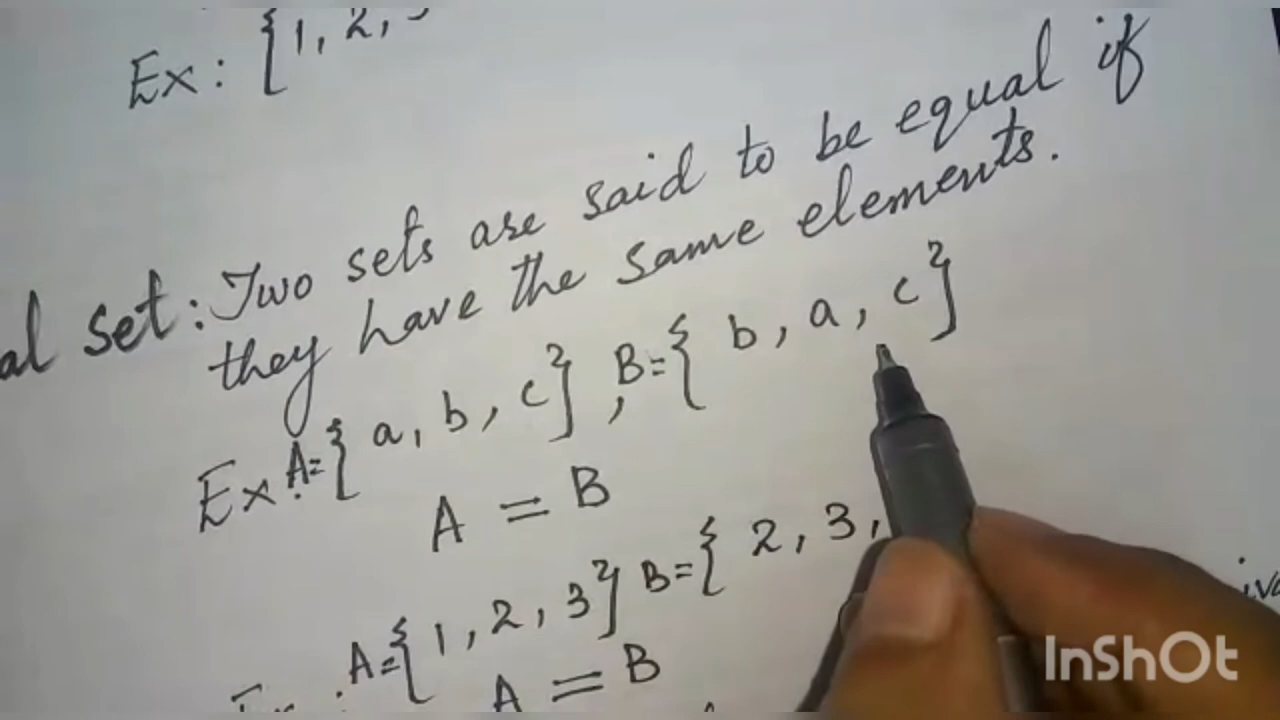 Ex: {1, 2,
al set: Two sets are said to be equal if
they have the same elements.
Ex A={ a, b, c}, B={ b, a, c}
A = B
A={1, 2, 3} B={ 2, 3,
A = B
InShOt